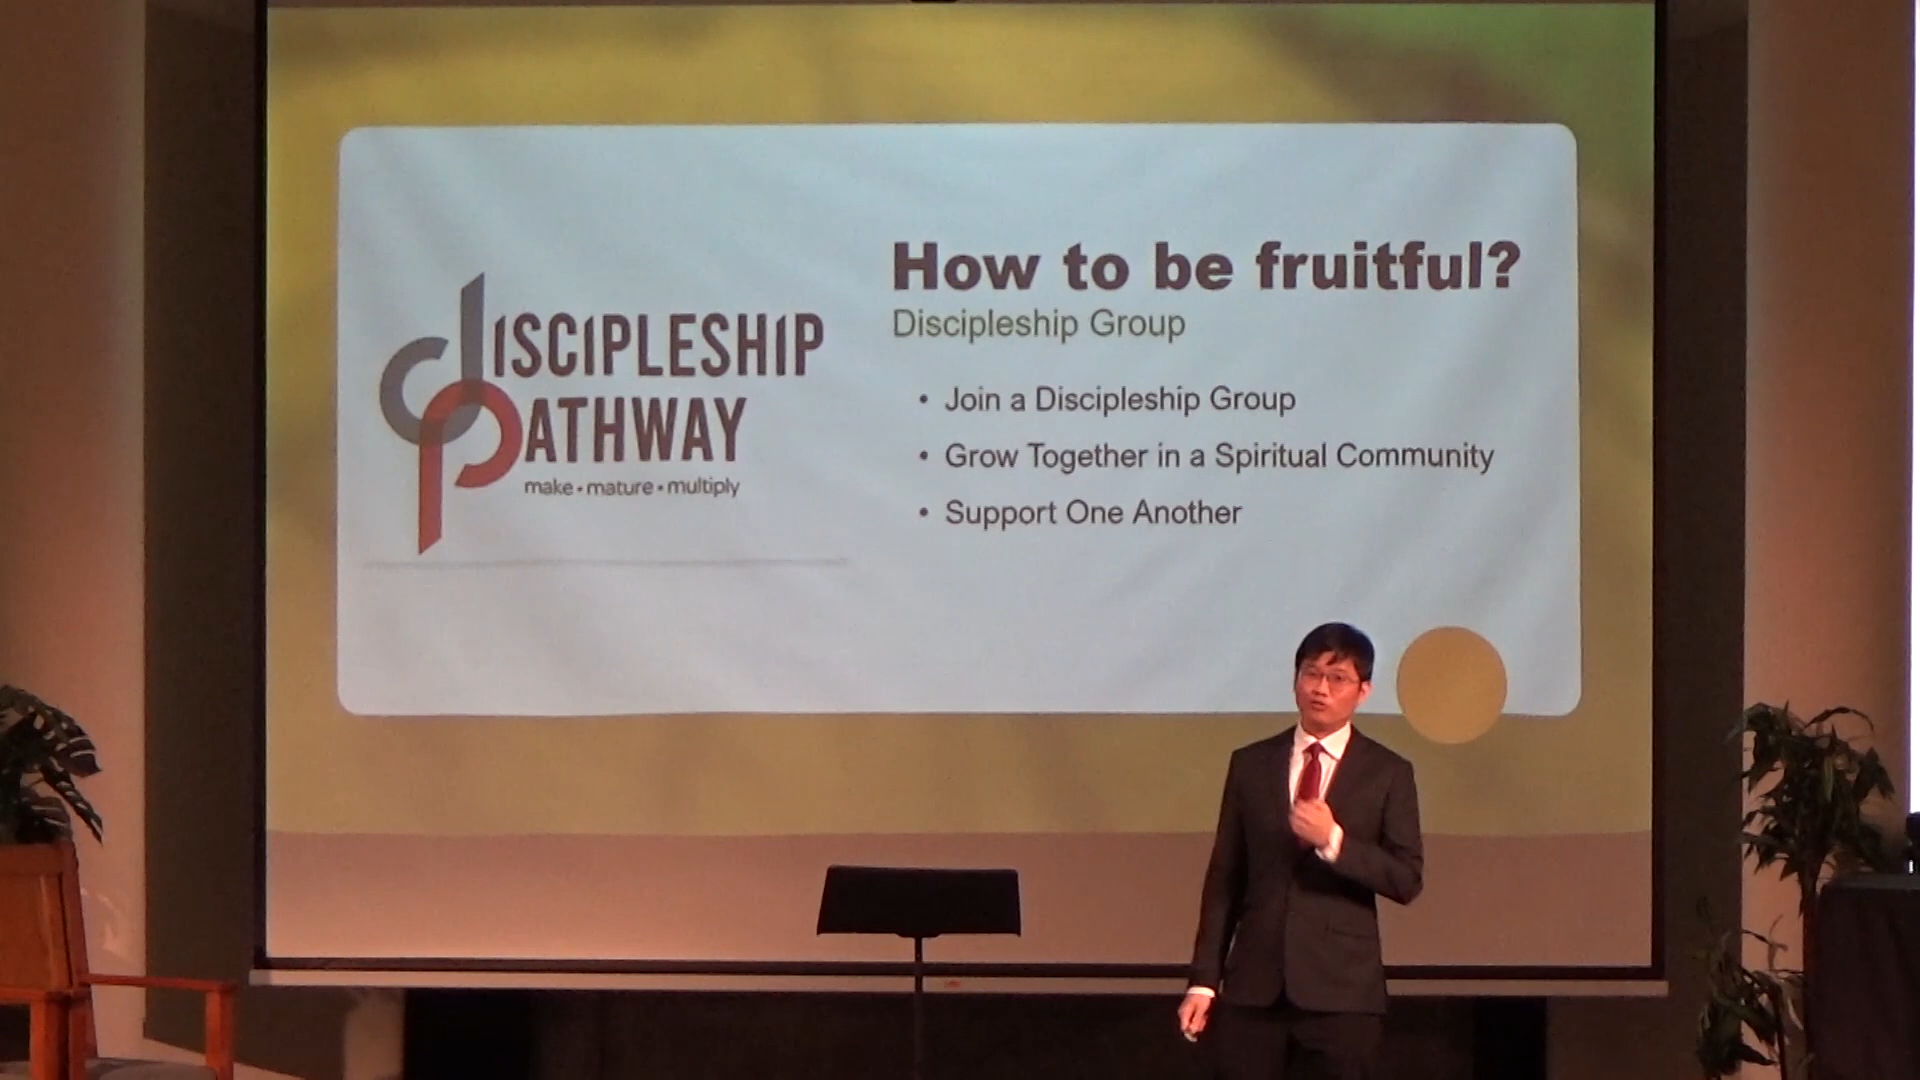 DISCIPLESHIP
PATHWAY
make • mature • multiply
How to be fruitful?
Discipleship Group
• Join a Discipleship Group
• Grow Together in a Spiritual Community
• Support One Another